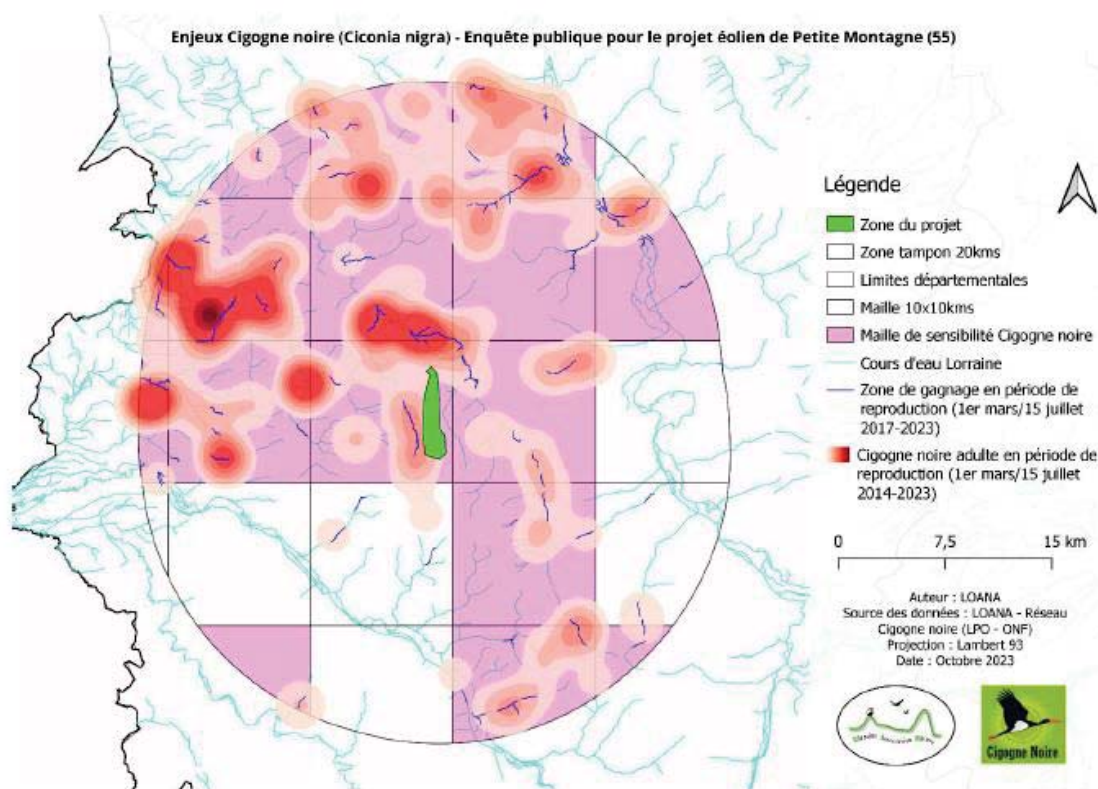 Enjeux Cigogne noire (Ciconia nigra) - Enquête publique pour le projet éolien de Petite Montagne (55)
Légende
Zone du projet
Zone tampon 20kms
Limites départementales
Maille 10x10kms
Maille de sensibilité Cigogne noire
Cours d'eau Lorraine
Zone de gagnage en période de
reproduction (1er mars/15 juillet
2017-2023)
Cigogne noire adulte en période de
reproduction (1er mars/15 juillet
2014-2023)
0 7,5 15 km
Auteur : LOANA
Source des données : LOANA - Réseau
Cigogne noire (LPO - ONF)
Projection : Lambert 93
Date : Octobre 2023
Cigogne Noire